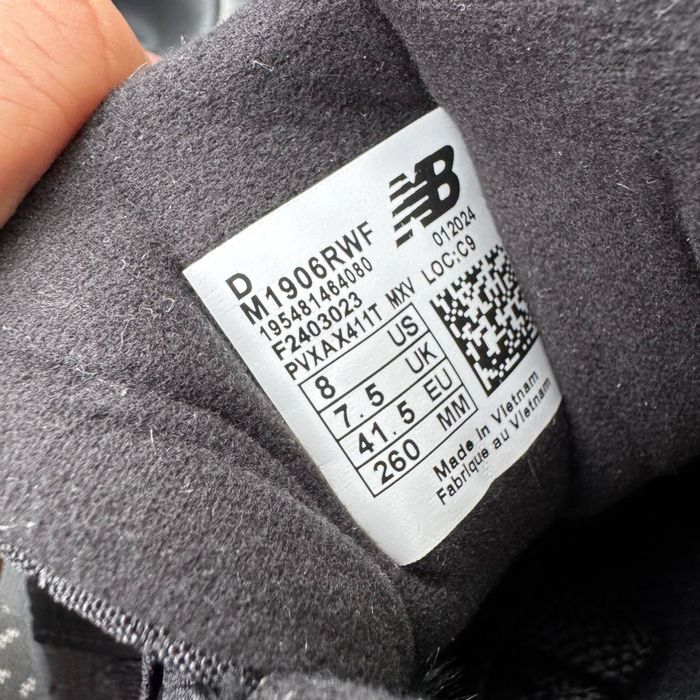 NB
D
M1906RWF
012024
195481464080
LOC:C9
F2403023
PVXAX411T MXV
8 US
7.5 UK
41.5 EU
260 MM
Made in Vietnam
Fabriqué au Vietnam